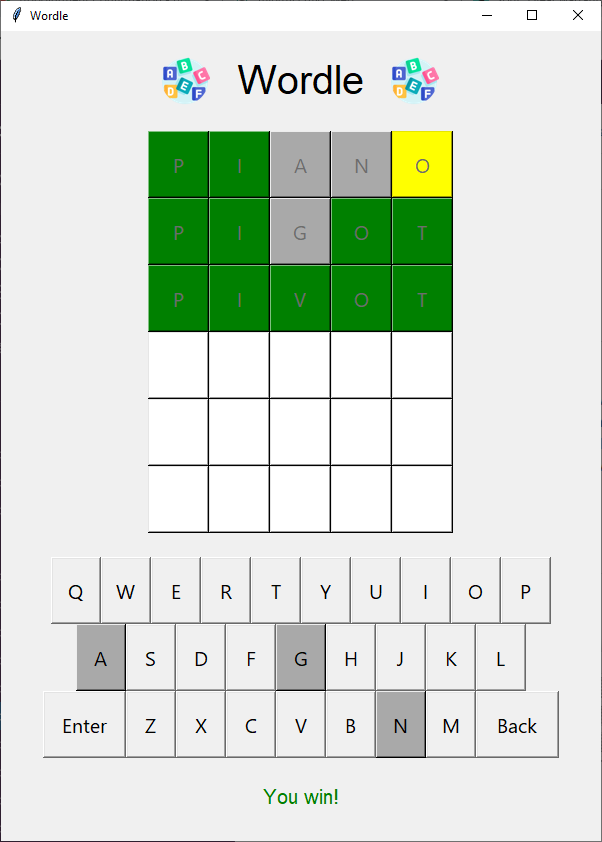 Wordle
A B C D E F Wordle A B C D E F
P I A N O
P I G O T
P I V O T
Q W E R T Y U I O P
A S D F G H J K L
Enter Z X C V B N M Back
You win!